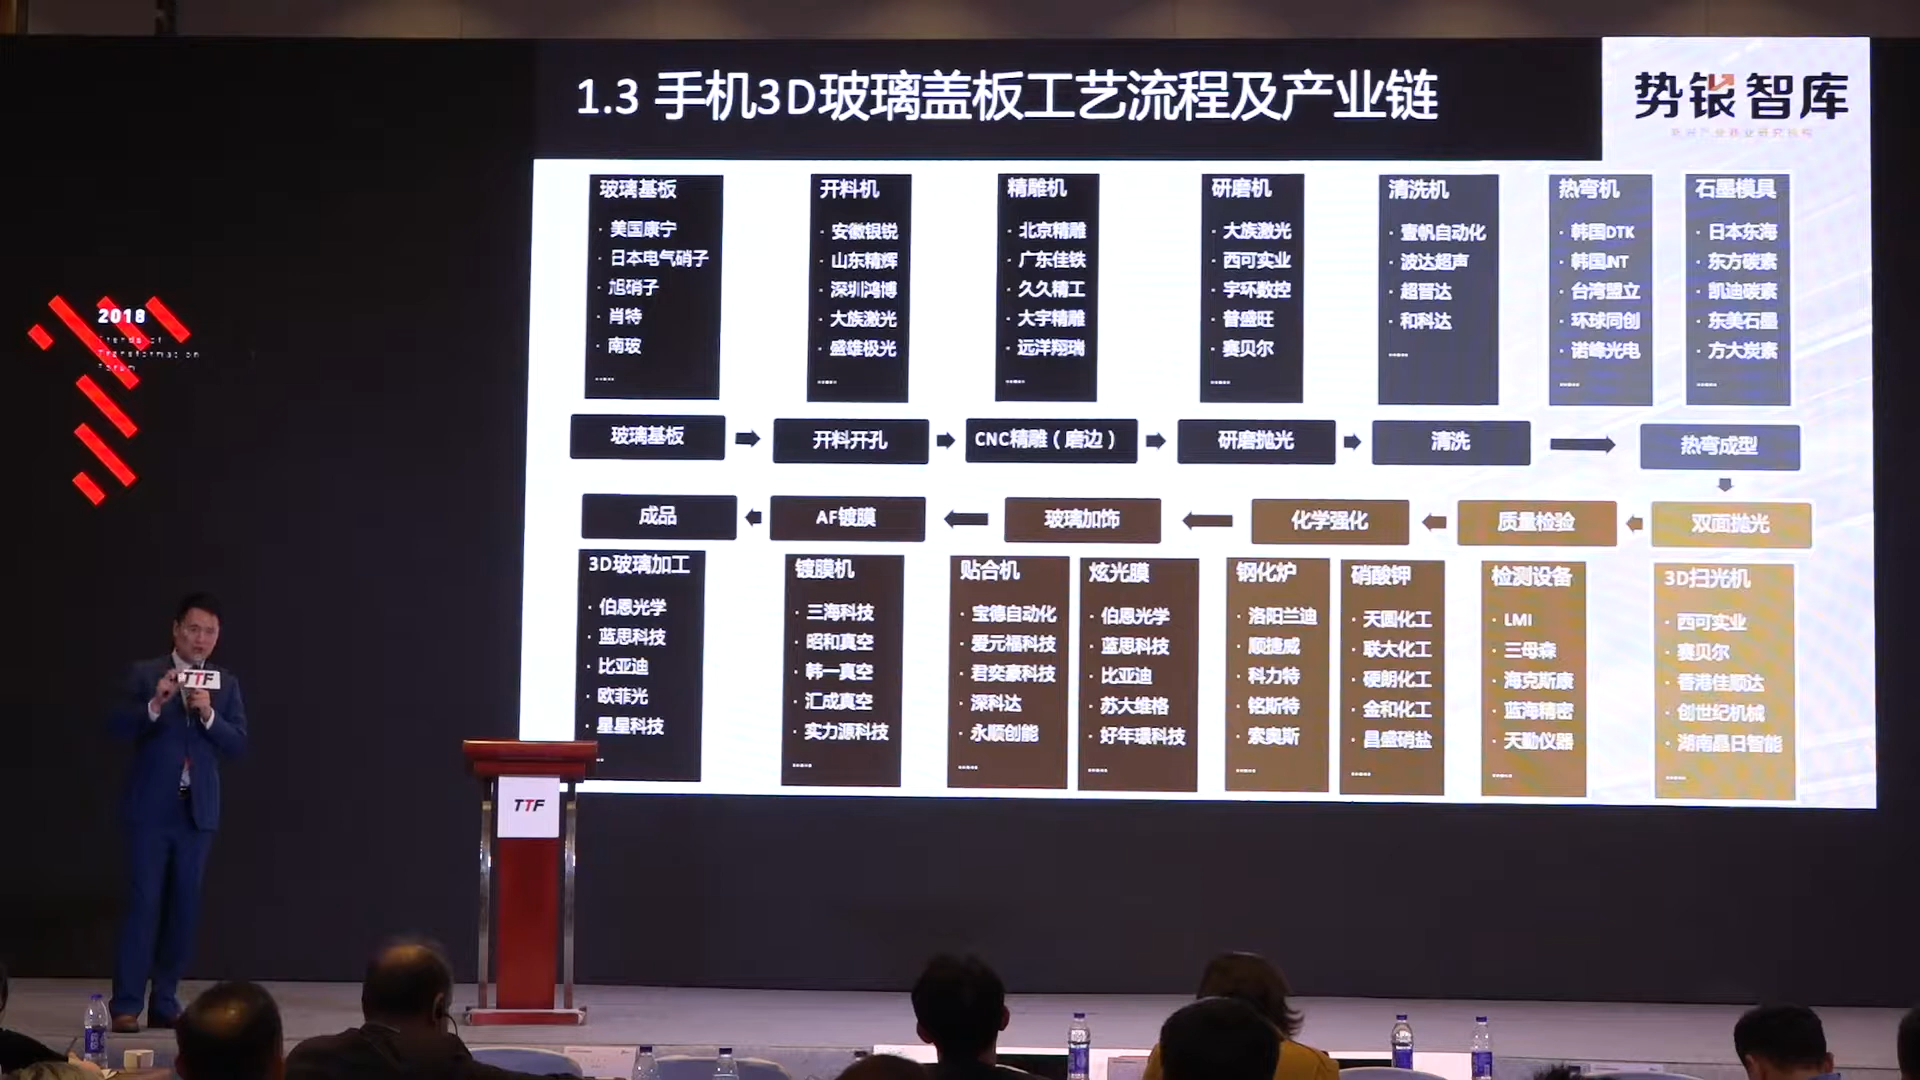 1.3 手机3D玻璃盖板工艺流程及产业链
势银智库
2018
Trends of
Transformation
Forum
玻璃基板
· 美国康宁
· 日本电气硝子
· 旭硝子
· 肖特
· 南玻
......
开料机
· 安徽银锐
· 山东精辉
· 深圳鸿博
· 大族激光
· 盛雄极光
......
精雕机
· 北京精雕
· 广东佳铁
· 久久精工
· 大宇精雕
· 远洋翔瑞
......
研磨机
· 大族激光
· 西可实业
· 宇环数控
· 普盛旺
· 赛贝尔
......
清洗机
· 壹帆自动化
· 波达超声
· 超晋达
· 和科达
......
热弯机
· 韩国DTK
· 韩国JNT
· 台湾盟立
· 环球同创
· 诺峰光电
......
石墨模具
· 日本东海
· 东方碳素
· 凯迪碳素
· 东美石墨
· 方大炭素
......
玻璃基板
开料开孔
CNC精雕（磨边）
研磨抛光
清洗
热弯成型
成品
AF镀膜
玻璃加饰
化学强化
质量检验
双面抛光
3D玻璃加工
· 伯恩光学
· 蓝思科技
· 比亚迪
· 欧菲光
· 星星科技
镀膜机
· 三海科技
· 昭和真空
· 韩一真空
· 汇成真空
· 实力源科技
......
贴合机
· 宝德自动化
· 爱元福科技
· 君奕豪科技
· 深科达
· 永顺创能
......
炫光膜
· 伯恩光学
· 蓝思科技
· 比亚迪
· 苏大维格
· 好年璟科技
......
钢化炉
· 洛阳兰迪
· 顺捷威
· 科力特
· 铭斯特
· 索奥斯
......
硝酸钾
· 天圆化工
· 联大化工
· 硬朗化工
· 金和化工
· 昌盛硝盐
......
检测设备
· LMI
· 三母森
· 海克斯康
· 蓝海精密
· 天勤仪器
......
3D扫光机
· 西可实业
· 赛贝尔
· 香港佳顺达
· 创世纪机械
· 湖南晶日智能
......
TTF
TTF